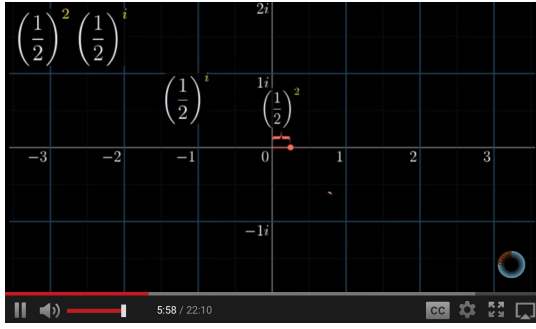 (1/2)^2 (1/2)^i
2i
1i
(1/2)^i
(1/2)^2
−3 −2 −1 0 1 2 3
−1i
5:58 / 22:10
CC